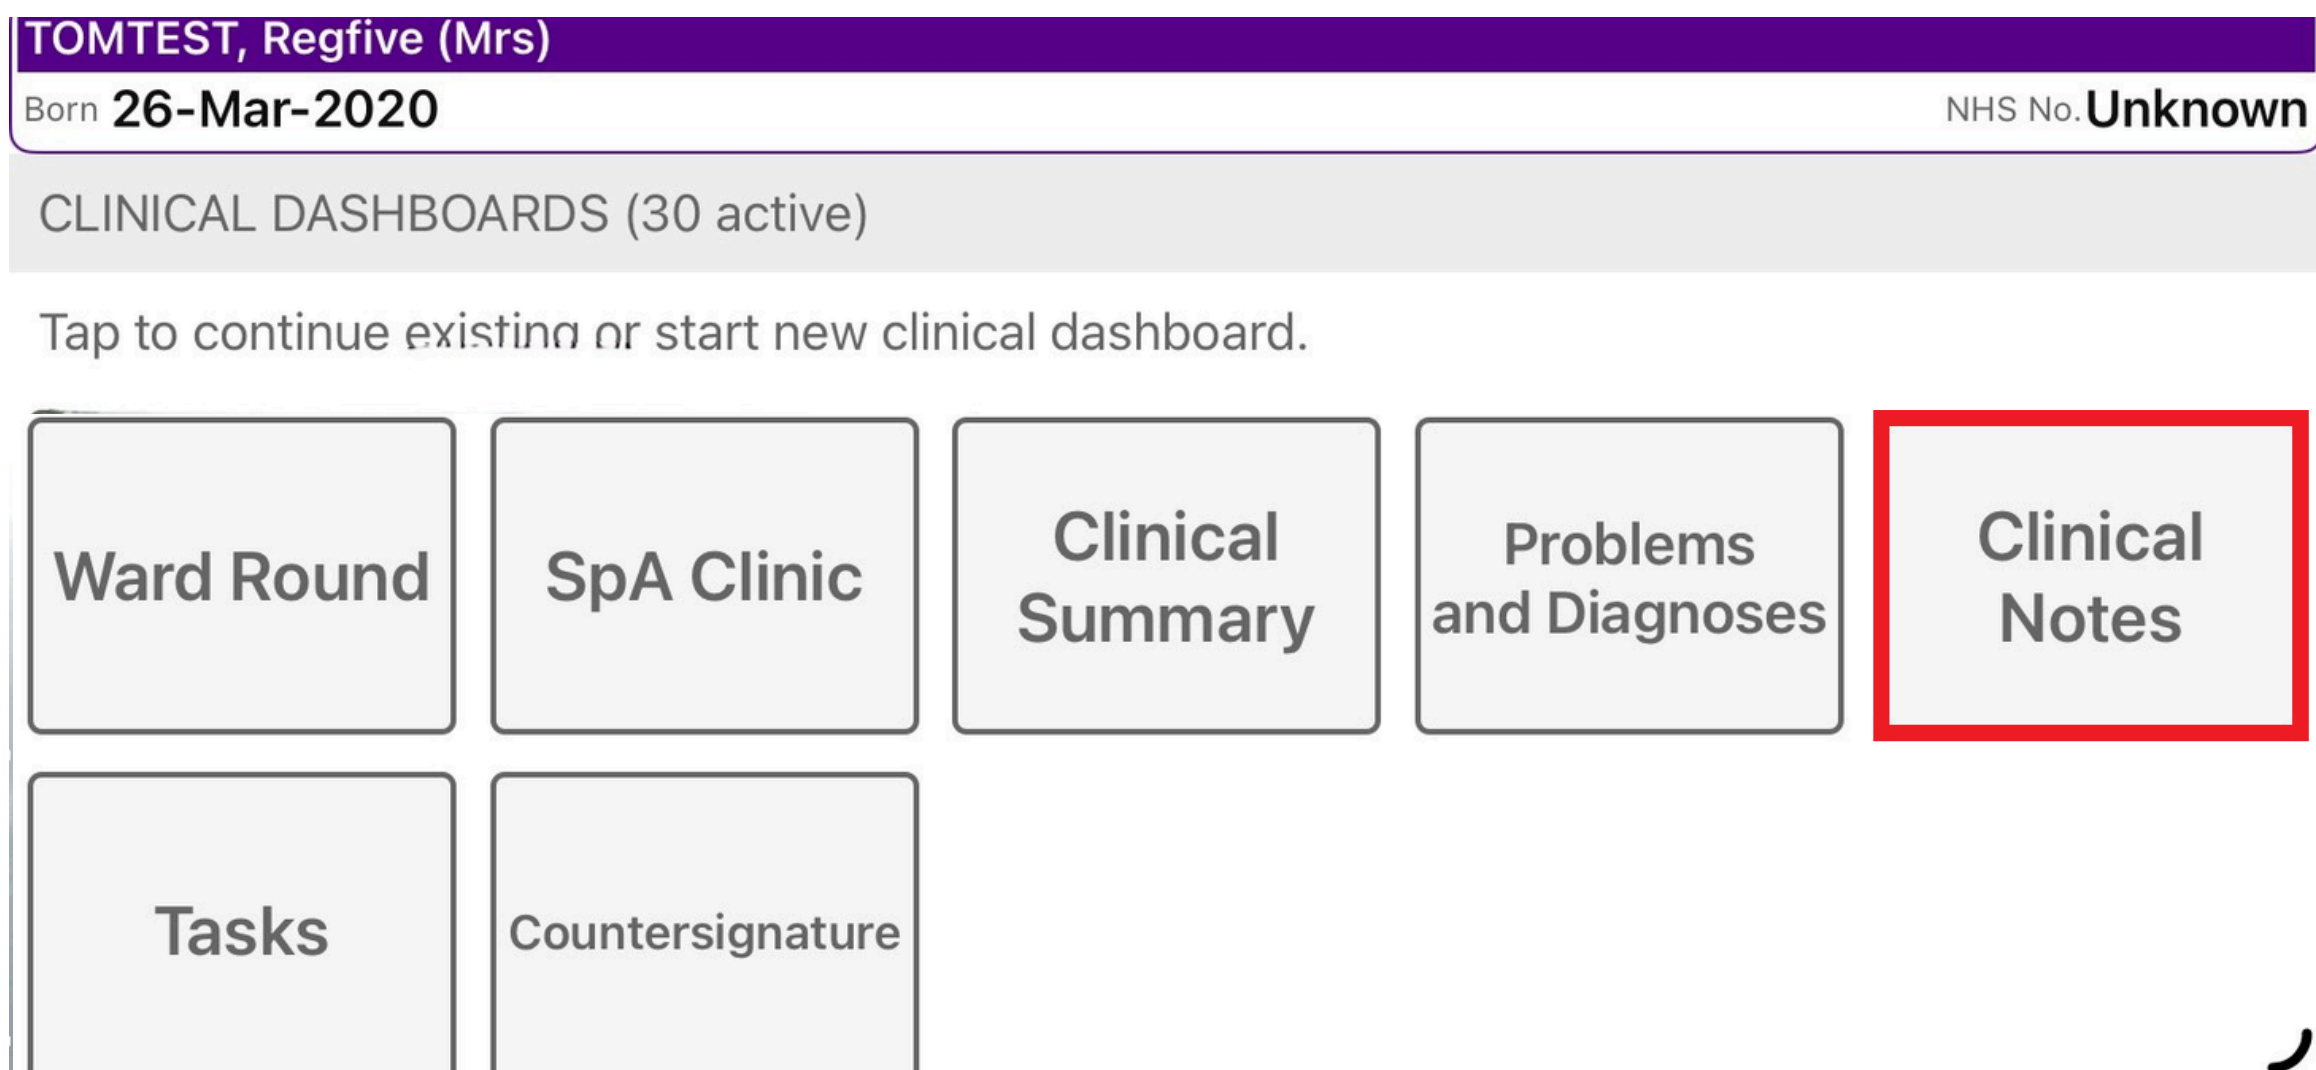 TOMTEST, Regfive (Mrs)
Born 26-Mar-2020 NHS No. Unknown
CLINICAL DASHBOARDS (30 active)
Tap to continue existing or start new clinical dashboard.
Ward Round
SpA Clinic
Clinical
Summary
Problems
and Diagnoses
Clinical
Notes
Tasks
Countersignature